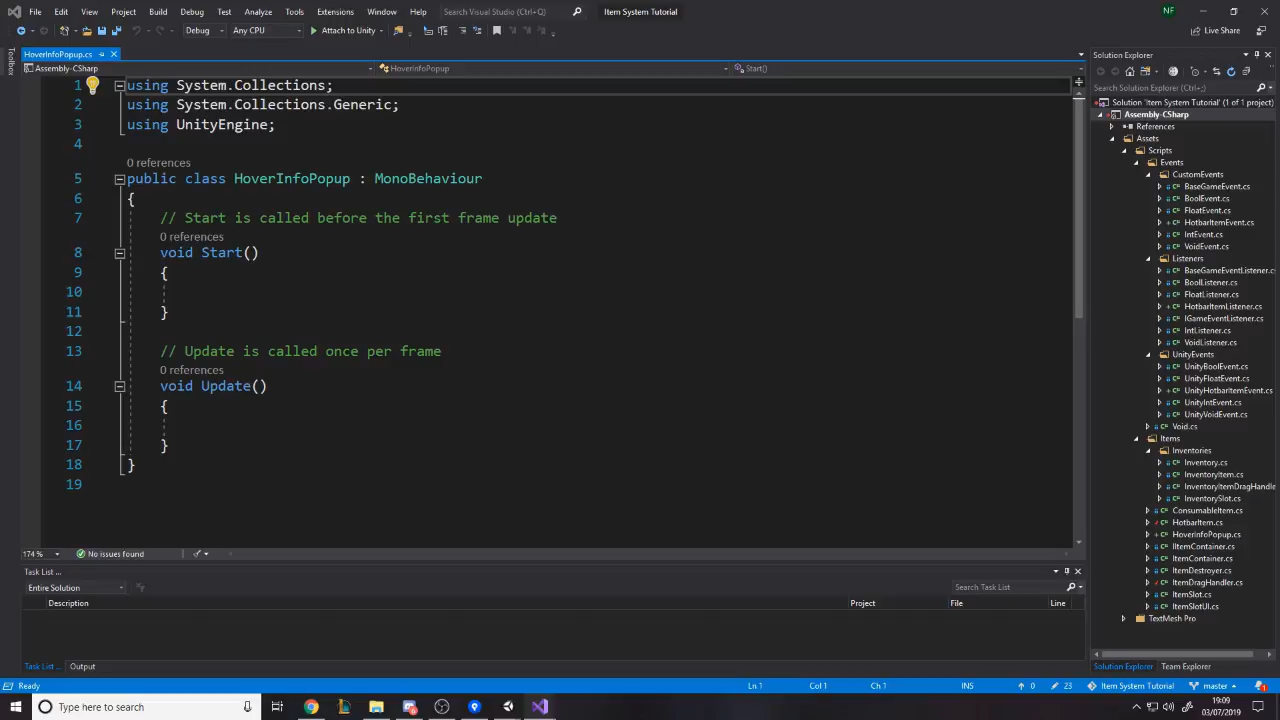 File Edit View Project Build Debug Test Analyze Tools Extensions Window Help Search Visual Studio (Ctrl+Q) Item System Tutorial NF
Debug Any CPU Attach to Unity Live Share
Toolbox
HoverInfoPopup.cs
Assembly-CSharp HoverInfoPopup Start()
1 using System.Collections;
2 using System.Collections.Generic;
3 using UnityEngine;
4
0 references
5 public class HoverInfoPopup : MonoBehaviour
6 {
7 // Start is called before the first frame update
0 references
8 void Start()
9 {
10
11 }
12
13 // Update is called once per frame
0 references
14 void Update()
15 {
16
17 }
18 }
19
174 % No issues found
Task List ...
Entire Solution Search Task List
Description Project File Line
Task List ... Output
Solution Explorer
Search Solution Explorer (Ctrl+;)
Solution 'Item System Tutorial' (1 of 1 project)
Assembly-CSharp
References
Assets
Scripts
Events
CustomEvents
BaseGameEvent.cs
BoolEvent.cs
FloatEvent.cs
HotbarItemEvent.cs
IntEvent.cs
VoidEvent.cs
Listeners
BaseGameEventListener.c
BoolListener.cs
FloatListener.cs
HotbarItemListener.cs
IGameEventListener.cs
IntListener.cs
VoidListener.cs
UnityEvents
UnityBoolEvent.cs
UnityFloatEvent.cs
UnityHotbarItemEvent.cs
UnityIntEvent.cs
UnityVoidEvent.cs
Void.cs
Items
Inventories
Inventory.cs
InventoryItem.cs
InventoryItemDragHandle
InventorySlot.cs
ConsumableItem.cs
HotbarItem.cs
HoverInfoPopup.cs
IItemContainer.cs
ItemContainer.cs
ItemDestroyer.cs
ItemDragHandler.cs
ItemSlot.cs
ItemSlotUI.cs
TextMesh Pro
Solution Explorer Team Explorer
Ready Ln 1 Col 1 Ch 1 INS 0 23 Item System Tutorial master 1
Type here to search 19:09
03/07/2019